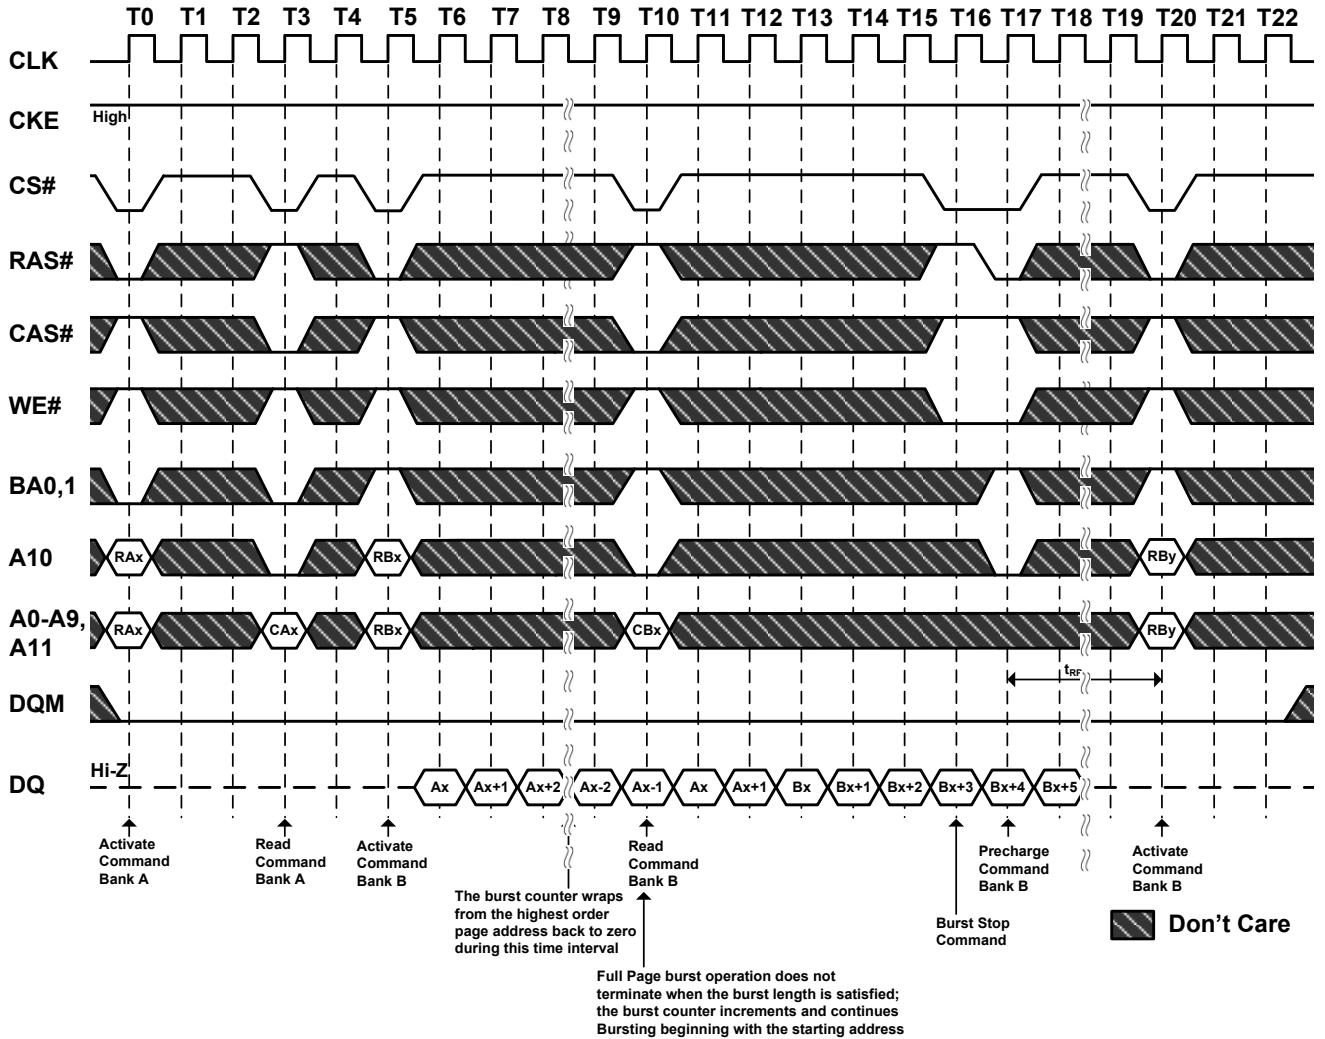 T0 T1 T2 T3 T4 T5 T6 T7 T8 T9 T10 T11 T12 T13 T14 T15 T16 T17 T18 T19 T20 T21 T22
CLK
CKE High
CS#
RAS#
CAS#
WE#
BA0,1
A10 RAx RBx RBy
A0-A9,
A11
RAx CAx RBx CBx RBy
tRP
DQM
DQ Hi-Z Ax Ax+1 Ax+2 Ax-2 Ax-1 Ax Ax+1 Bx Bx+1 Bx+2 Bx+3 Bx+4 Bx+5
Activate
Command
Bank A
Read
Command
Bank A
Activate
Command
Bank B
The burst counter wraps
from the highest order
page address back to zero
during this time interval
Read
Command
Bank B
Full Page burst operation does not
terminate when the burst length is satisfied;
the burst counter increments and continues
Bursting beginning with the starting address
Burst Stop
Command
Precharge
Command
Bank B
Activate
Command
Bank B
Don't Care